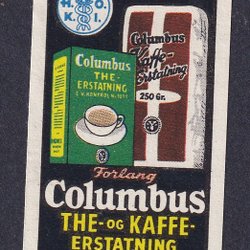 H. O.
K. I.
Columbus
THE-
ERSTATNING
Columbus
Kaffe-
Erstatning
250 Gr.
Forlang
Columbus
THE- OG KAFFE-
ERSTATNING